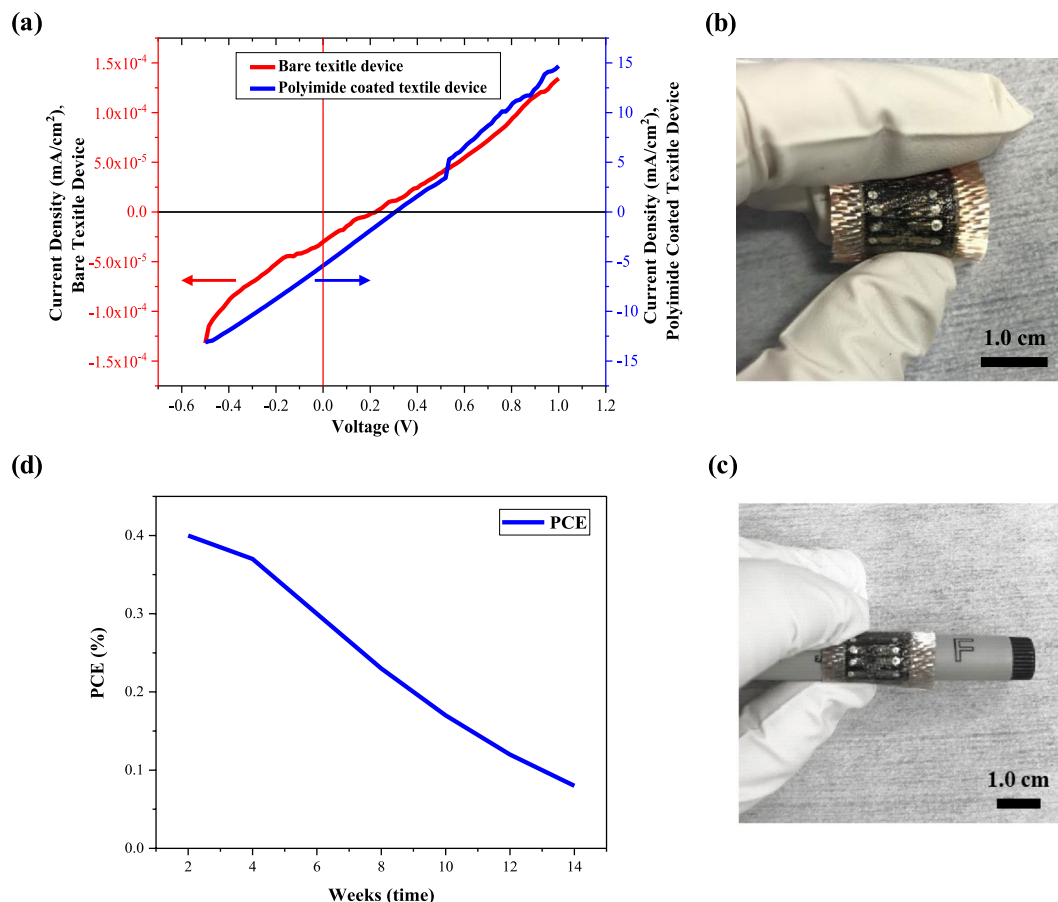 (a)
Current Density (mA/cm²),
Bare Textitle Device
1.5x10⁻⁴
1.0x10⁻⁴
5.0x10⁻⁵
0.0
-5.0x10⁻⁵
-1.0x10⁻⁴
-1.5x10⁻⁴
Bare texitle device
Polyimide coated textile device
15
10
5
0
-5
-10
-15
Current Density (mA/cm²),
Polyimide Coated Textile Device
-0.6 -0.4 -0.2 0.0 0.2 0.4 0.6 0.8 1.0 1.2
Voltage (V)
(b)
1.0 cm
(d)
PCE (%)
0.4
0.3
0.2
0.1
0.0
PCE
2 4 6 8 10 12 14
Weeks (time)
(c)
F
1.0 cm